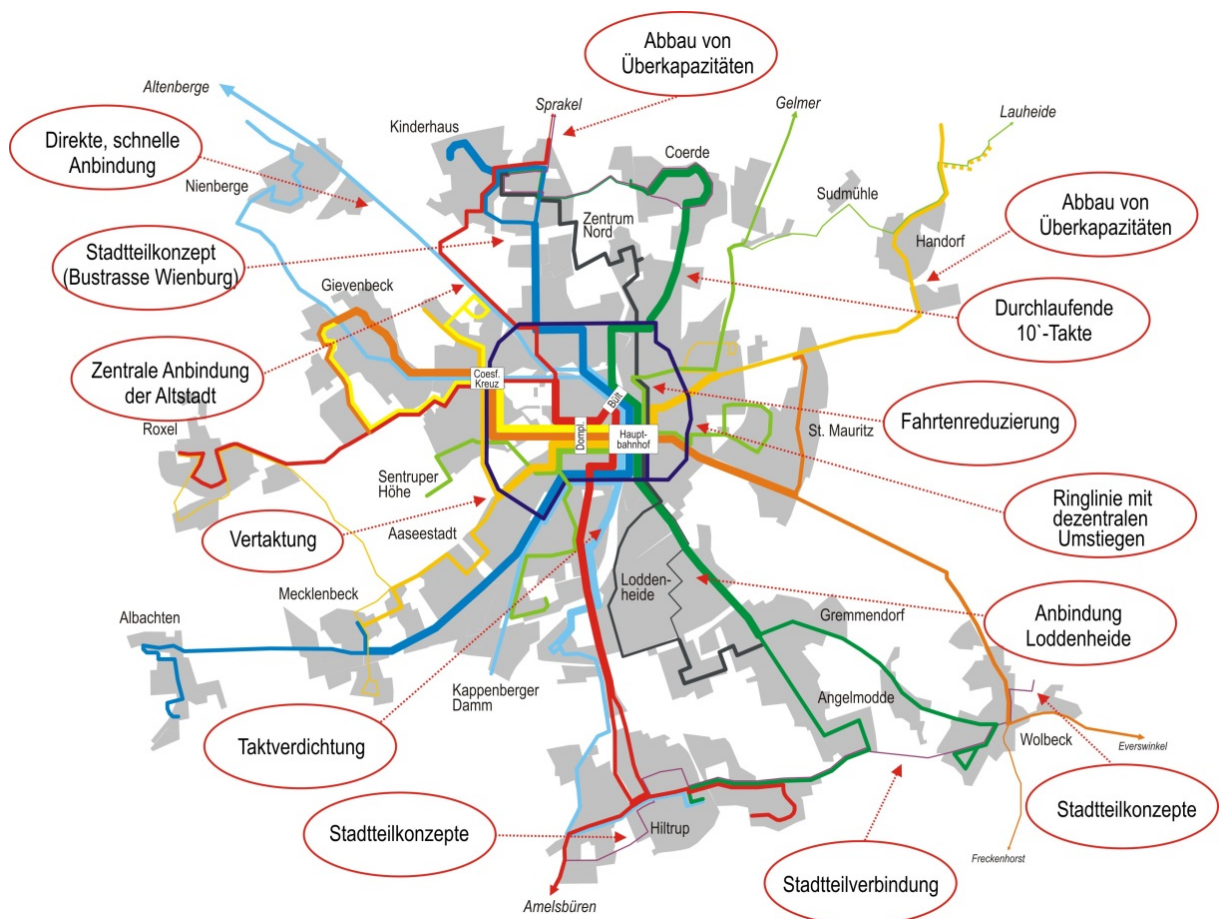 Abbau von
Überkapazitäten
Altenberge
Sprakel
Gelmer
Lauheide
Direkte, schnelle
Anbindung
Kinderhaus
Coerde
Nienberge
Sudmühle
Abbau von
Überkapazitäten
Zentrum
Nord
Handorf
Stadtteilkonzept
(Bustrasse Wienburg)
Gievenbeck
Durchlaufende
10`-Takte
Zentrale Anbindung
der Altstadt
Coesf.
Kreuz
Bült
Fahrtenreduzierung
Roxel
Dompl.
Haupt-
bahnhof
St. Mauritz
Sentruper
Höhe
Ringlinie mit
dezentralen
Umstiegen
Vertaktung
Aaseestadt
Mecklenbeck
Lodden-
heide
Albachten
Gremmendorf
Anbindung
Loddenheide
Kappenberger
Damm
Angelmodde
Taktverdichtung
Wolbeck
Everswinkel
Stadtteilkonzepte
Stadtteilkonzepte
Hiltrup
Freckenhorst
Stadtteilverbindung
Amelsbüren